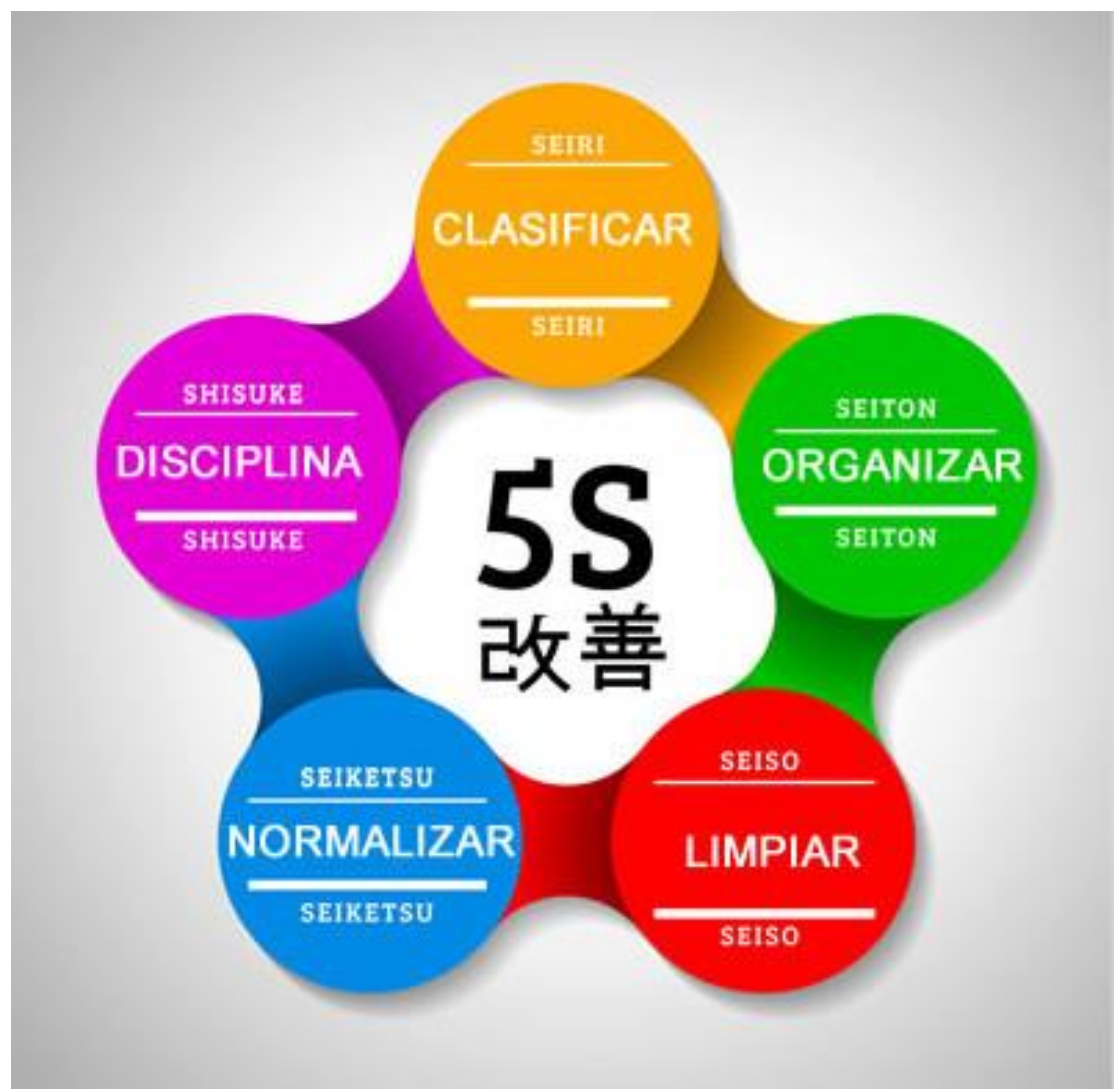 SEIRI
CLASIFICAR
SEIRI
SEITON
ORGANIZAR
SEITON
SEISO
LIMPIAR
SEISO
SEIKETSU
NORMALIZAR
SEIKETSU
SHISUKE
DISCIPLINA
SHISUKE
5S
改善